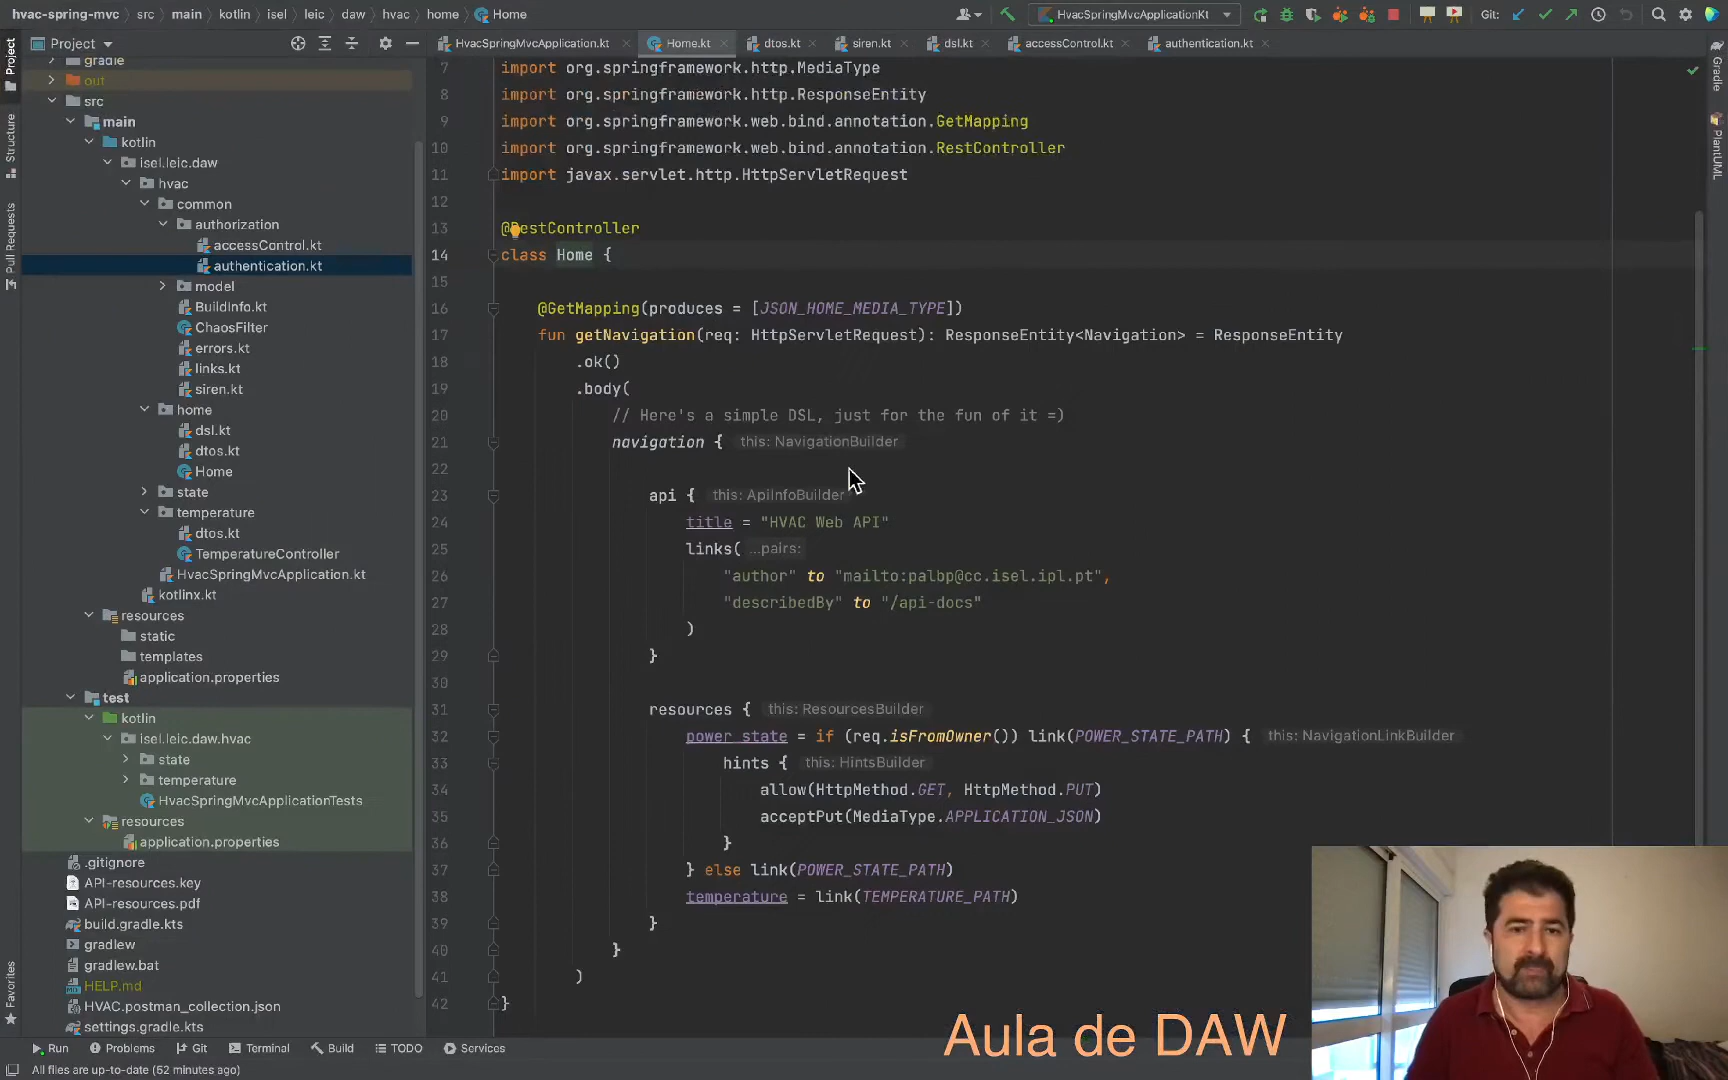 hvac-spring-mvc › src › main › kotlin › isel › leic › daw › hvac › home › Home
HvacSpringMvcApplicationKt
Git:
Project
HvacSpringMvcApplication.kt
Home.kt
dtos.kt
siren.kt
dsl.kt
accessControl.kt
authentication.kt
Project
Structure
Pull Requests
Favorites
Gradle
PlantUML
gradle
out
src
main
kotlin
isel.leic.daw
hvac
common
authorization
accessControl.kt
authentication.kt
model
BuildInfo.kt
ChaosFilter
errors.kt
links.kt
siren.kt
home
dsl.kt
dtos.kt
Home
state
temperature
dtos.kt
TemperatureController
HvacSpringMvcApplication.kt
kotlinx.kt
resources
static
templates
application.properties
test
kotlin
isel.leic.daw.hvac
state
temperature
HvacSpringMvcApplicationTests
resources
application.properties
.gitignore
API-resources.key
API-resources.pdf
build.gradle.kts
gradlew
gradlew.bat
HELP.md
HVAC.postman_collection.json
settings.gradle.kts
7 import org.springframework.http.MediaType
8 import org.springframework.http.ResponseEntity
9 import org.springframework.web.bind.annotation.GetMapping
10 import org.springframework.web.bind.annotation.RestController
11 import javax.servlet.http.HttpServletRequest
12
13 @RestController
14 class Home {
15
16 @GetMapping(produces = [JSON_HOME_MEDIA_TYPE])
17 fun getNavigation(req: HttpServletRequest): ResponseEntity<Navigation> = ResponseEntity
18 .ok()
19 .body(
20 // Here's a simple DSL, just for the fun of it =)
21 navigation { this: NavigationBuilder
22
23 api { this: ApiInfoBuilder
24 title = "HVAC Web API"
25 links( ...pairs:
26 "author" to "mailto:palbp@cc.isel.ipl.pt",
27 "describedBy" to "/api-docs"
28 )
29 }
30
31 resources { this: ResourcesBuilder
32 power_state = if (req.isFromOwner()) link(POWER_STATE_PATH) { this: NavigationLinkBuilder
33 hints { this: HintsBuilder
34 allow(HttpMethod.GET, HttpMethod.PUT)
35 acceptPut(MediaType.APPLICATION_JSON)
36 }
37 } else link(POWER_STATE_PATH)
38 temperature = link(TEMPERATURE_PATH)
39 }
40 }
41 )
42 }
Aula de DAW
Run
Problems
Git
Terminal
Build
TODO
Services
All files are up-to-date (52 minutes ago)